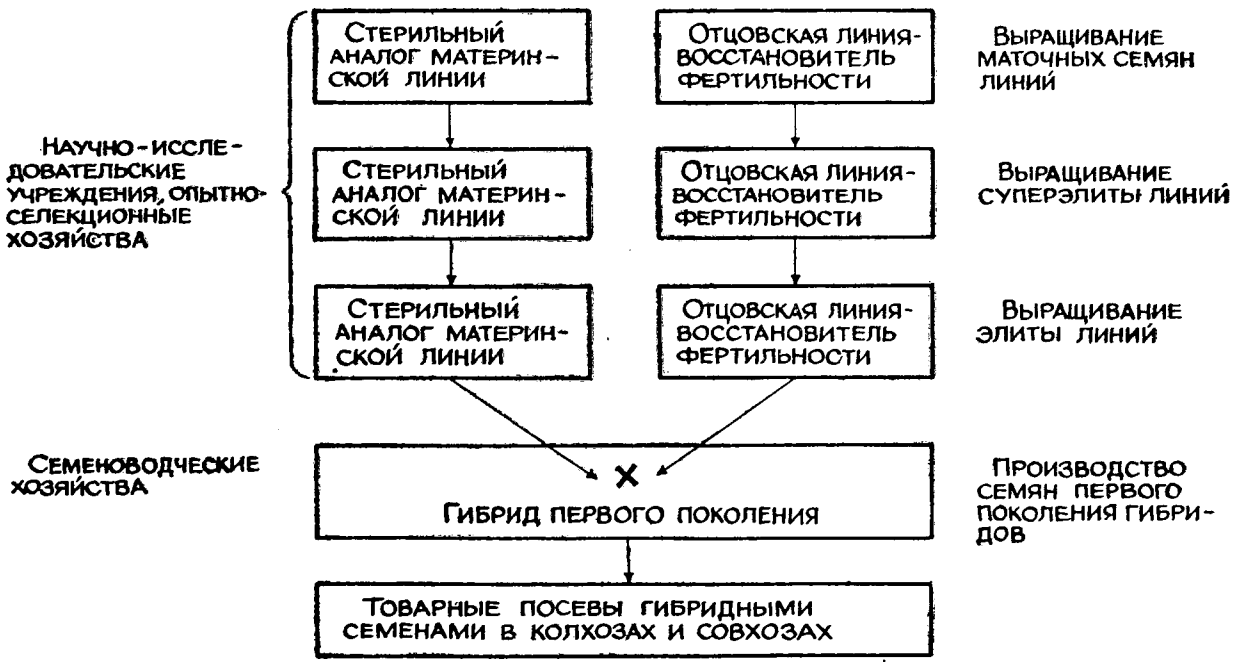 Стерильный
аналог материн-
ской линии
Отцовская линия-
восстановитель
фертильности
Выращивание
маточных семян
линий
Научно-иссле-
довательские
учреждения, опытно-
селекционные
хозяйства
Стерильный
аналог материн-
ской линии
Отцовская линия-
восстановитель
фертильности
Выращивание
суперэлиты линий
Стерильный
аналог материн-
ской линии
Отцовская линия-
восстановитель
фертильности
Выращивание
элиты линий
Семеноводческие
хозяйства
×
Гибрид первого поколения
Производство
семян первого
поколения гибри-
дов
Товарные посевы гибридными
семенами в колхозах и совхозах